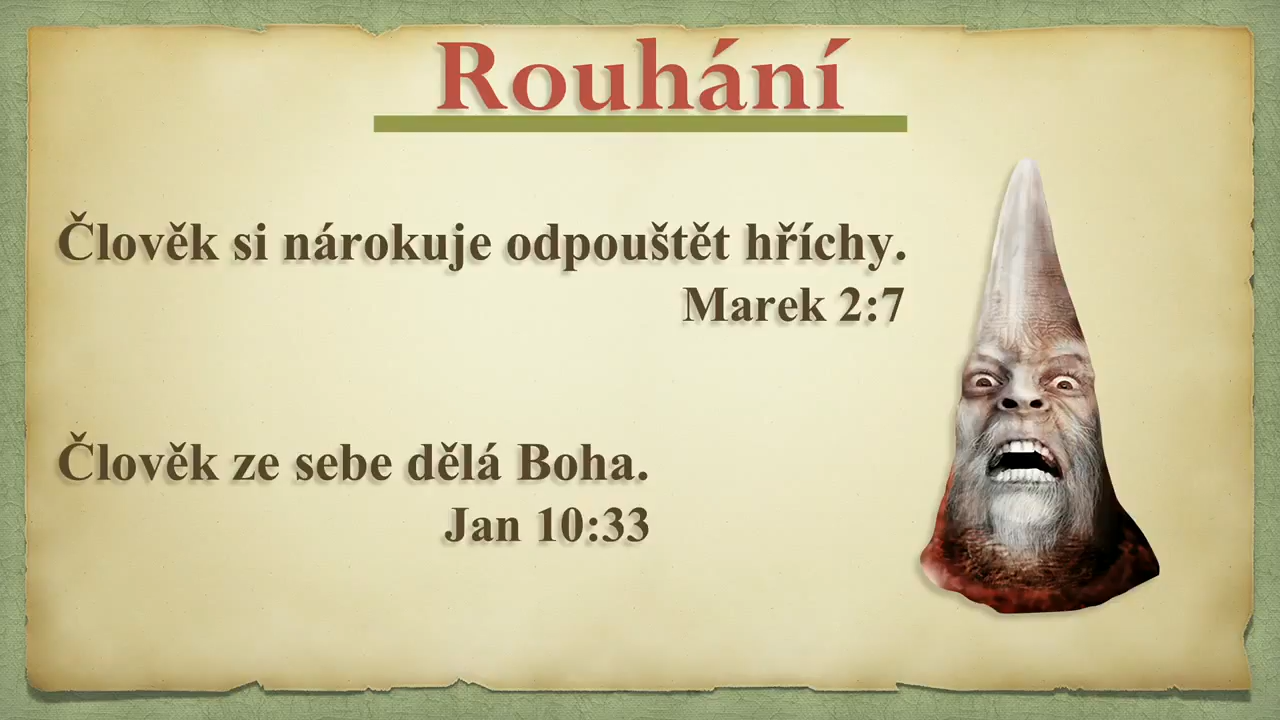 Rouhání
Člověk si nárokuje odpouštět hříchy.
Marek 2:7
Člověk ze sebe dělá Boha.
Jan 10:33